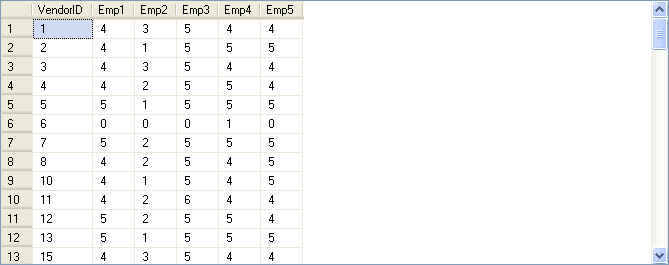 VendorID Emp1 Emp2 Emp3 Emp4 Emp5
1 1 4 3 5 4 4
2 2 4 1 5 5 5
3 3 4 3 5 4 4
4 4 4 2 5 5 4
5 5 5 1 5 5 5
6 6 0 0 0 1 0
7 7 5 2 5 5 5
8 8 4 2 5 4 5
9 10 4 1 5 4 5
10 11 4 2 6 4 4
11 12 5 2 5 5 4
12 13 5 1 5 5 5
13 15 4 3 5 4 4